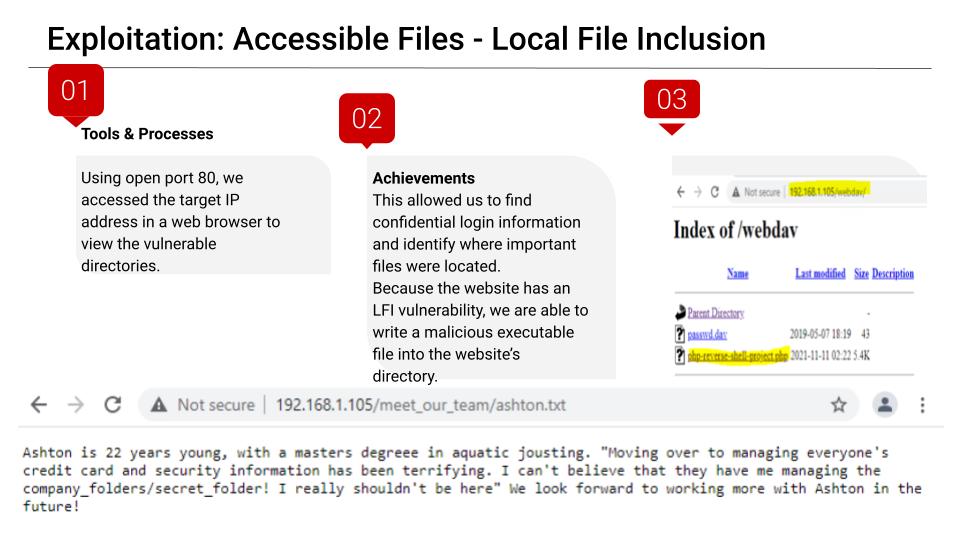 Exploitation: Accessible Files - Local File Inclusion
01
Tools & Processes
Using open port 80, we
accessed the target IP
address in a web browser to
view the vulnerable
directories.
02
Achievements
This allowed us to find
confidential login information
and identify where important
files were located.
Because the website has an
LFI vulnerability, we are able to
write a malicious executable
file into the website's
directory.
03
Not secure | 192.168.1.105/webdav/
Index of /webdav
Name Last modified Size Description
Parent Directory -
passwd.dav 2019-05-07 18:19 43
php-reverse-shell-project.php 2021-11-11 02:22 5.4K
Not secure | 192.168.1.105/meet_our_team/ashton.txt
Ashton is 22 years young, with a masters degreee in aquatic jousting. "Moving over to managing everyone's
credit card and security information has been terrifying. I can't believe that they have me managing the
company_folders/secret_folder! I really shouldn't be here" We look forward to working more with Ashton in the
future!